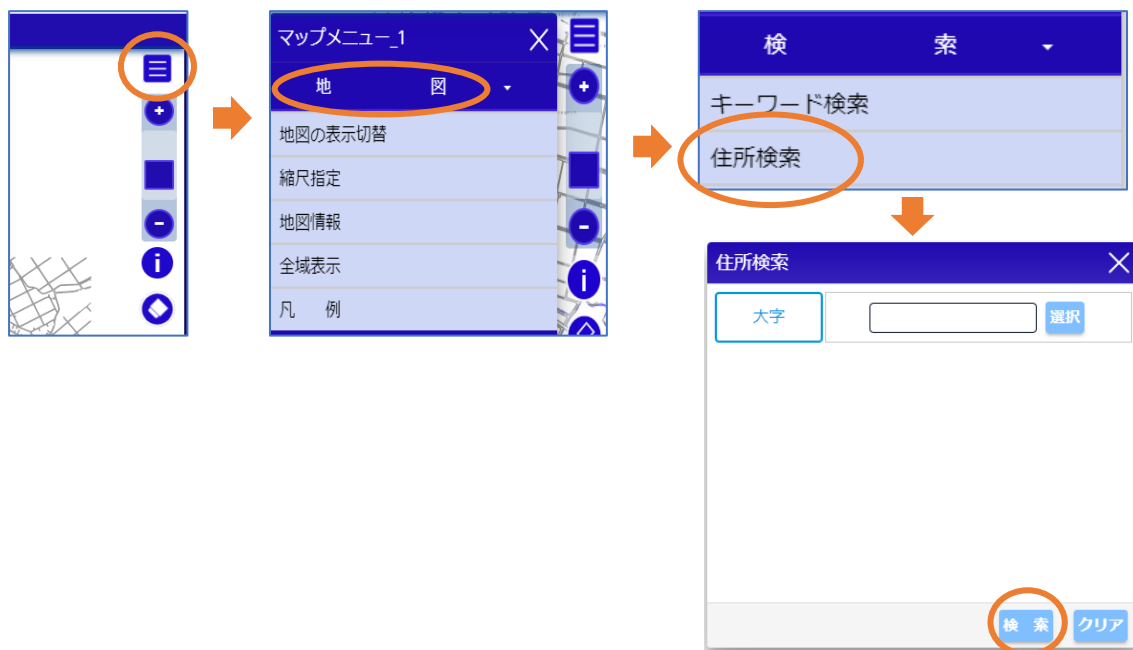 マップメニュー_1
地 図
地図の表示切替
縮尺指定
地図情報
全域表示
凡 例
検 索
キーワード検索
住所検索
住所検索
大字
選択
検 索
クリア